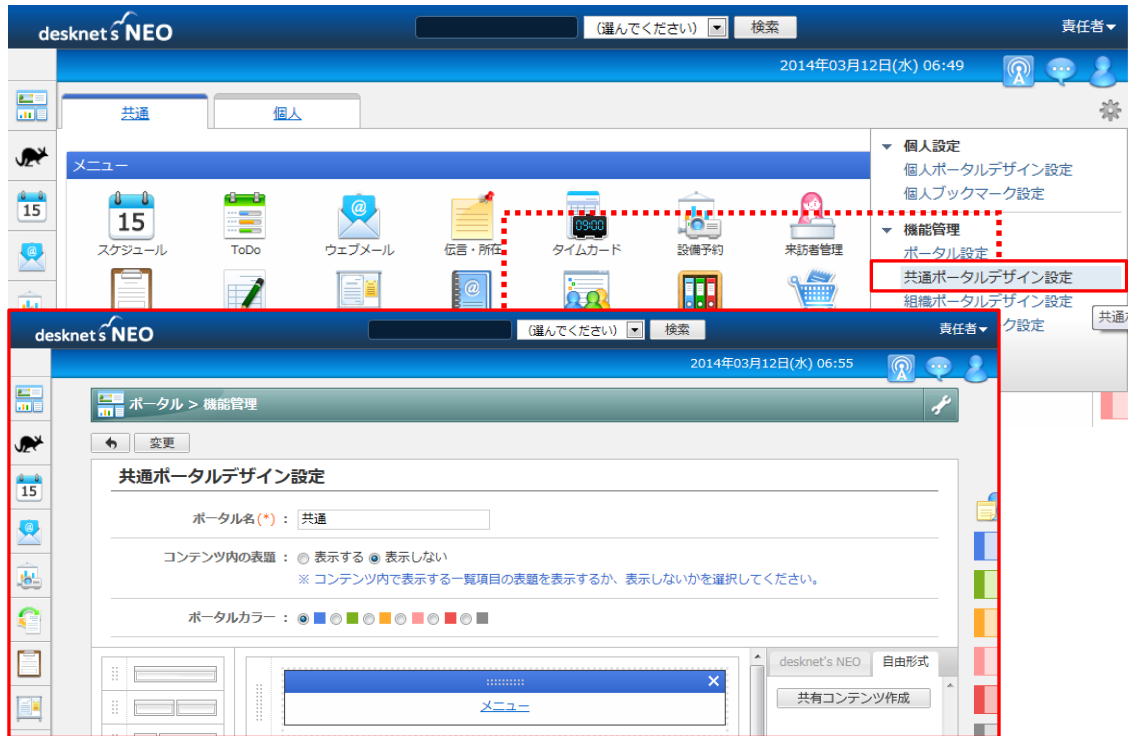 desknet's NEO
（選んでください） 検索 責任者▾
2014年03月12日(水) 06:49
共通 個人
メニュー
15
15
09:00
スケジュール ToDo ウェブメール 伝言・所在 タイムカード 設備予約 来訪者管理
▼ 個人設定
個人ポータルデザイン設定
個人ブックマーク設定
▼ 機能管理
ポータル設定
共通ポータルデザイン設定
組織ポータルデザイン設定
ク設定
共通
desknet's NEO
（選んでください） 検索 責任者▾
2014年03月12日(水) 06:55
ポータル > 機能管理
変更
15
共通ポータルデザイン設定
ポータル名(*) ： 共通
コンテンツ内の表題 ： 表示する 表示しない
※ コンテンツ内で表示する一覧項目の表題を表示するか、表示しないかを選択してください。
ポータルカラー ：
desknet's NEO 自由形式
メニュー
共有コンテンツ作成